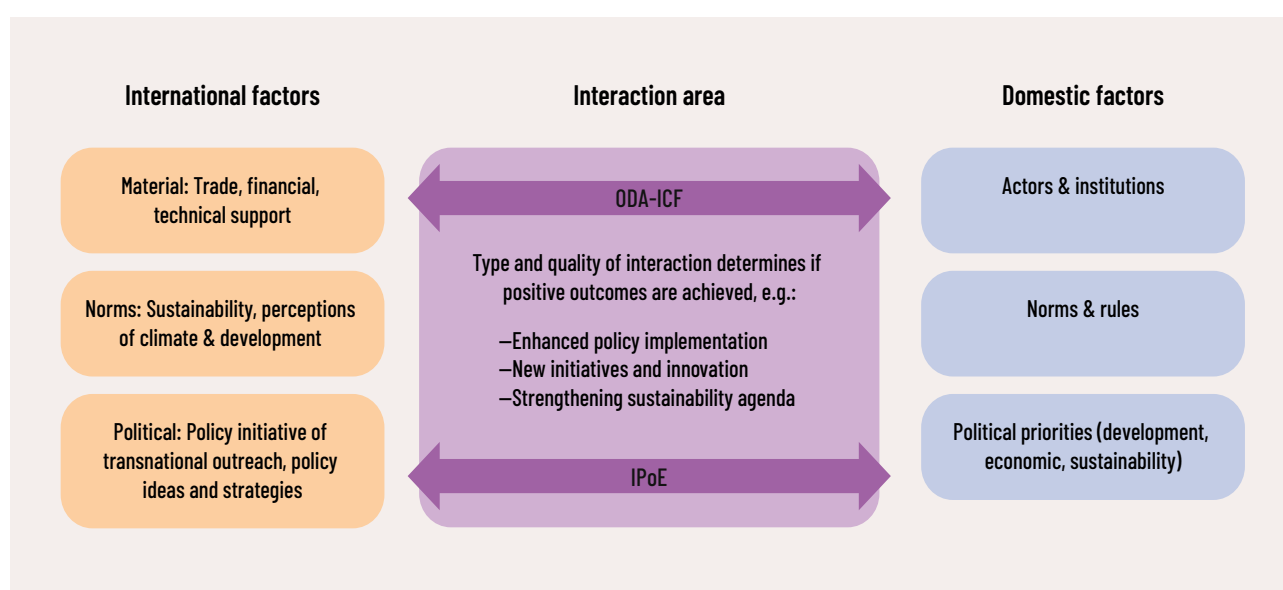 International factors
Material: Trade, financial,
technical support
Norms: Sustainability, perceptions
of climate & development
Political: Policy initiative of
transnational outreach, policy
ideas and strategies
Interaction area
ODA-ICF
Type and quality of interaction determines if
positive outcomes are achieved, e.g.:
—Enhanced policy implementation
—New initiatives and innovation
—Strengthening sustainability agenda
IPoE
Domestic factors
Actors & institutions
Norms & rules
Political priorities (development,
economic, sustainability)